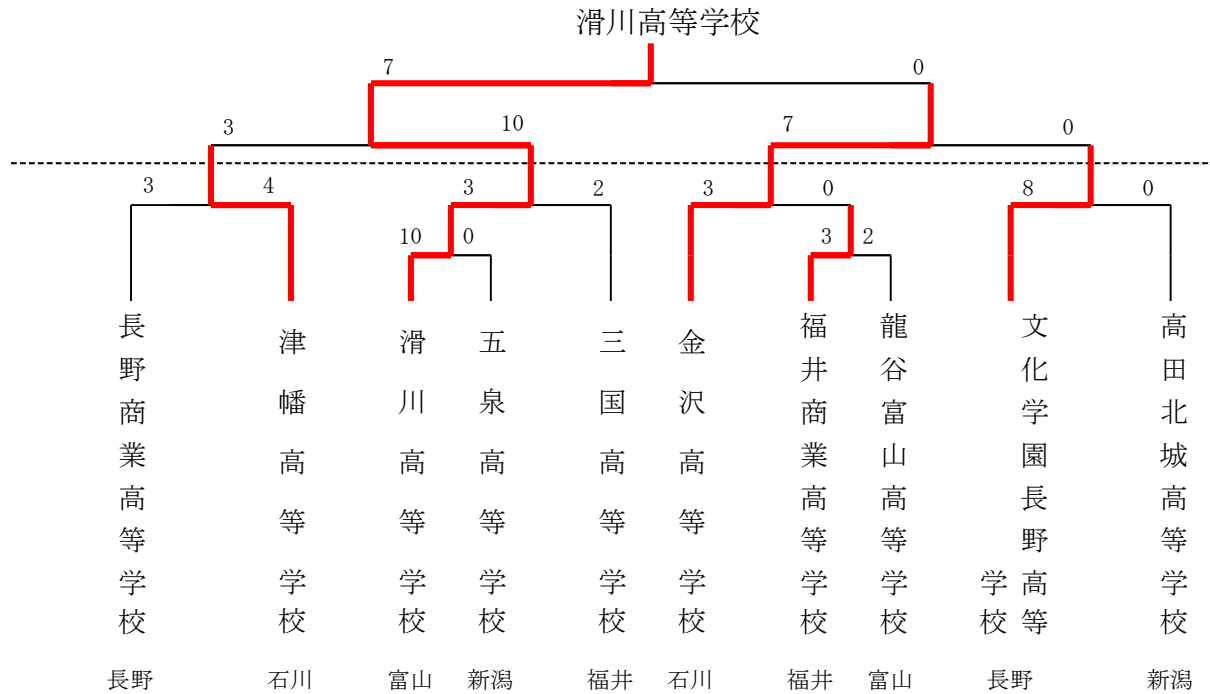 滑川高等学校
7 0
3 10 7 0
3 4 3 2 3 0 8 0
10 0 3 2
長野商業高等学校
津幡高等学校
滑川高等学校
五泉高等学校
三国高等学校
金沢高等学校
福井商業高等学校
龍谷富山高等学校
文化学園長野高等
学校
高田北城高等学校
長野 石川 富山 新潟 福井 石川 福井 富山 長野 新潟